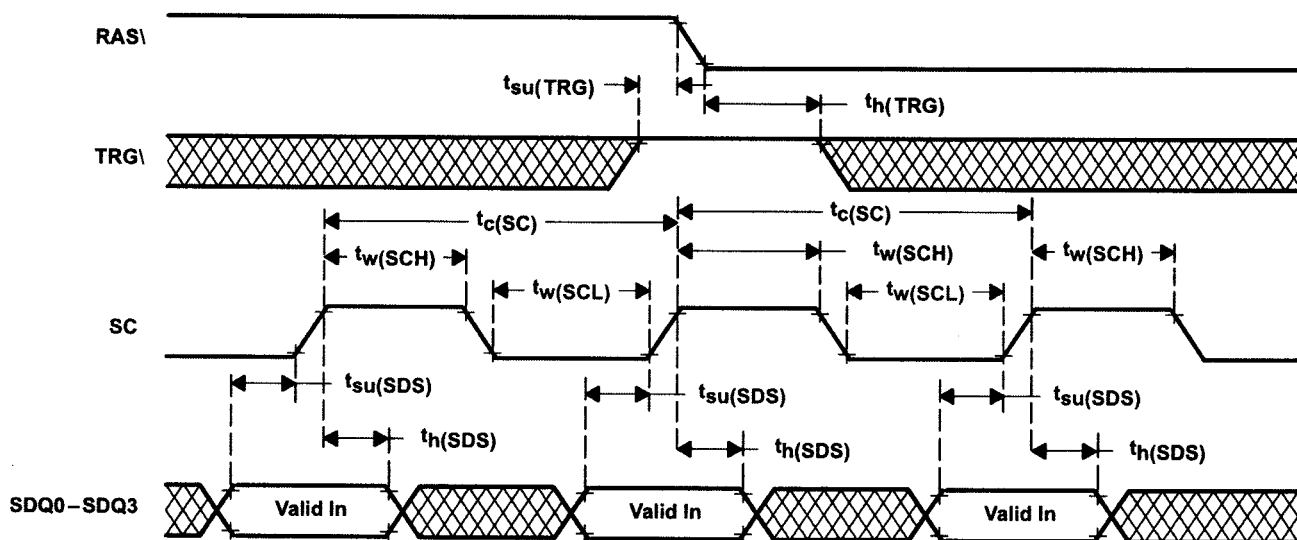 RAS\
tsu(TRG)
th(TRG)
TRG\
tc(SC)
tc(SC)
tw(SCH)
tw(SCH)
tw(SCH)
tw(SCL)
tw(SCL)
SC
tsu(SDS)
tsu(SDS)
tsu(SDS)
th(SDS)
th(SDS)
th(SDS)
SDQ0–SDQ3
Valid In
Valid In
Valid In